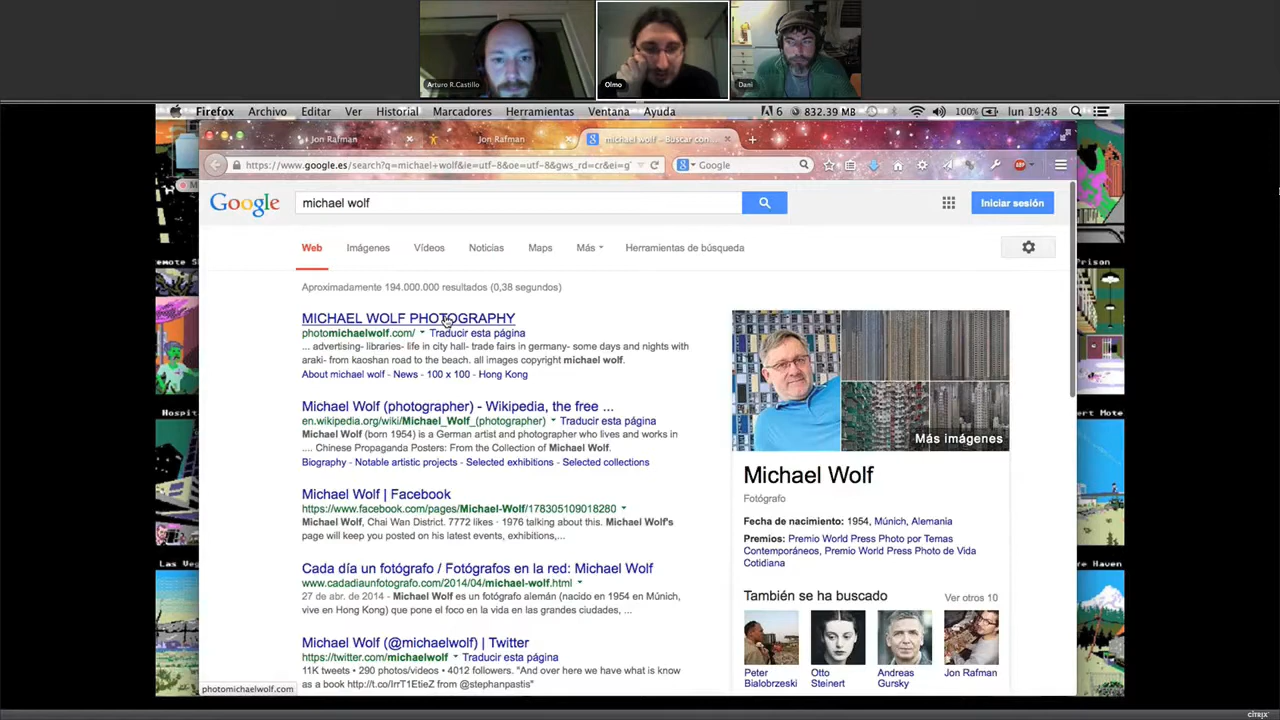 Arturo R.Castillo
Olmo
Dani
Firefox Archivo Editar Ver Historial Marcadores Herramientas Ventana Ayuda
6 832.39 MB 100% lun 19:48
Jon Rafman
Jon Rafman
michael wolf - Buscar con
https://www.google.es/search?q=michael+wolf&ie=utf-8&oe=utf-8&gws_rd=cr&ei=g
Google
Google
michael wolf
Iniciar sesión
Web Imágenes Vídeos Noticias Maps Más Herramientas de búsqueda
Aproximadamente 194.000.000 resultados (0,38 segundos)
MICHAEL WOLF PHOTOGRAPHY
photomichaelwolf.com/ Traducir esta página
... advertising- libraries- life in city hall- trade fairs in germany- some days and nights with
araki- from kaoshan road to the beach. all images copyright michael wolf.
About michael wolf - News - 100 x 100 - Hong Kong
Michael Wolf (photographer) - Wikipedia, the free ...
en.wikipedia.org/wiki/Michael_Wolf_(photographer) Traducir esta página
Michael Wolf (born 1954) is a German artist and photographer who lives and works in
.... Chinese Propaganda Posters: From the Collection of Michael Wolf.
Biography - Notable artistic projects - Selected exhibitions - Selected collections
Michael Wolf | Facebook
https://www.facebook.com/pages/Michael-Wolf/178305109018280
Michael Wolf, Chai Wan District. 7772 likes · 1976 talking about this. Michael Wolf's
page will keep you posted on his latest events, exhibitions,...
Cada día un fotógrafo / Fotógrafos en la red: Michael Wolf
www.cadadiaunfotografo.com/2014/04/michael-wolf.html
27 de abr. de 2014 - Michael Wolf es un fotógrafo alemán (nacido en 1954 en Múnich,
vive en Hong Kong) que pone el foco en la vida en las grandes ciudades, ...
Michael Wolf (@michaelwolf) | Twitter
https://twitter.com/michaelwolf Traducir esta página
11K tweets • 290 photos/videos • 4012 followers. "And over here we have what is known
as a book http://t.co/IrrT1EtieZ from @stephanpastis"
photomichaelwolf.com
Más imágenes
Michael Wolf
Fotógrafo
Fecha de nacimiento: 1954, Múnich, Alemania
Premios: Premio World Press Photo por Temas
Contemporáneos, Premio World Press Photo de Vida
Cotidiana
También se ha buscado Ver otros 10
Peter
Bialobrzeski
Otto
Steinert
Andreas
Gursky
Jon Rafman
Prison
Hospit
Las Ve
CITRIX